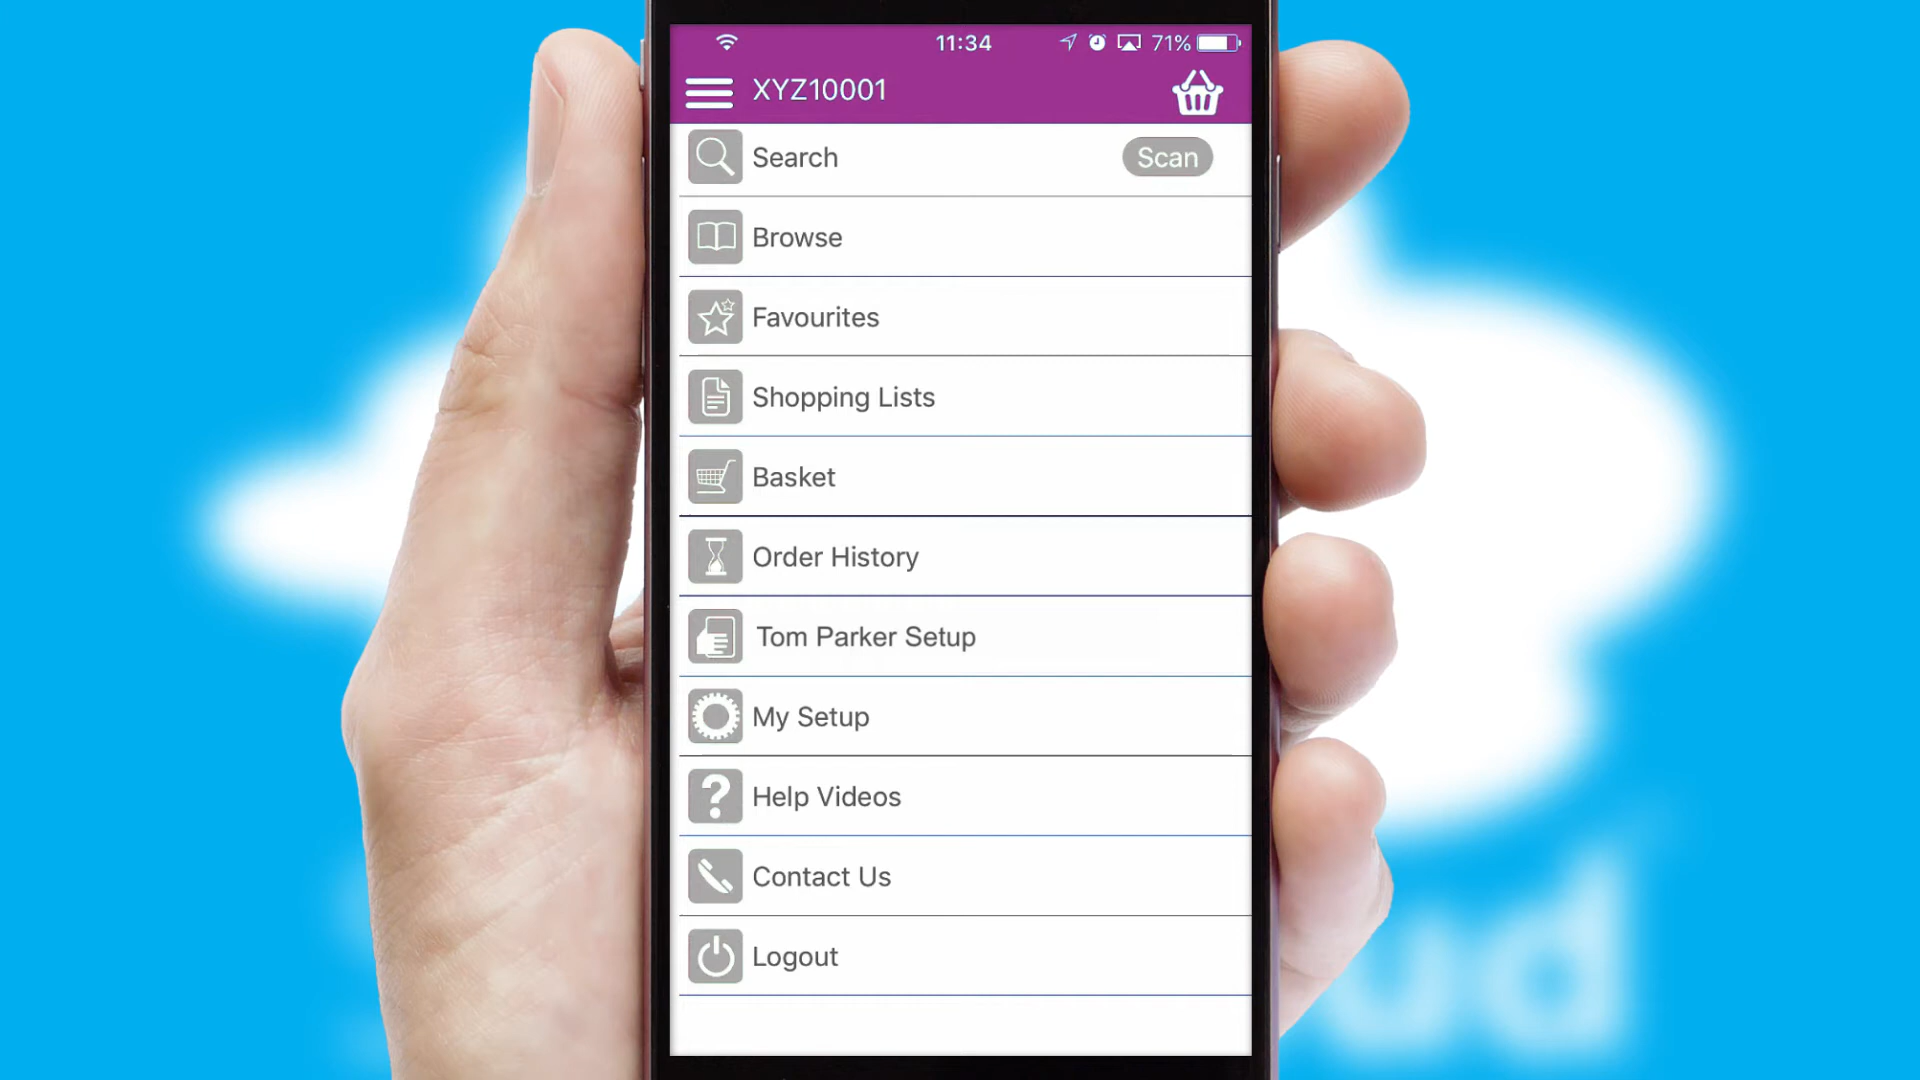 11:34
71%
XYZ10001
Search
Scan
Browse
Favourites
Shopping Lists
Basket
Order History
Tom Parker Setup
My Setup
Help Videos
Contact Us
Logout